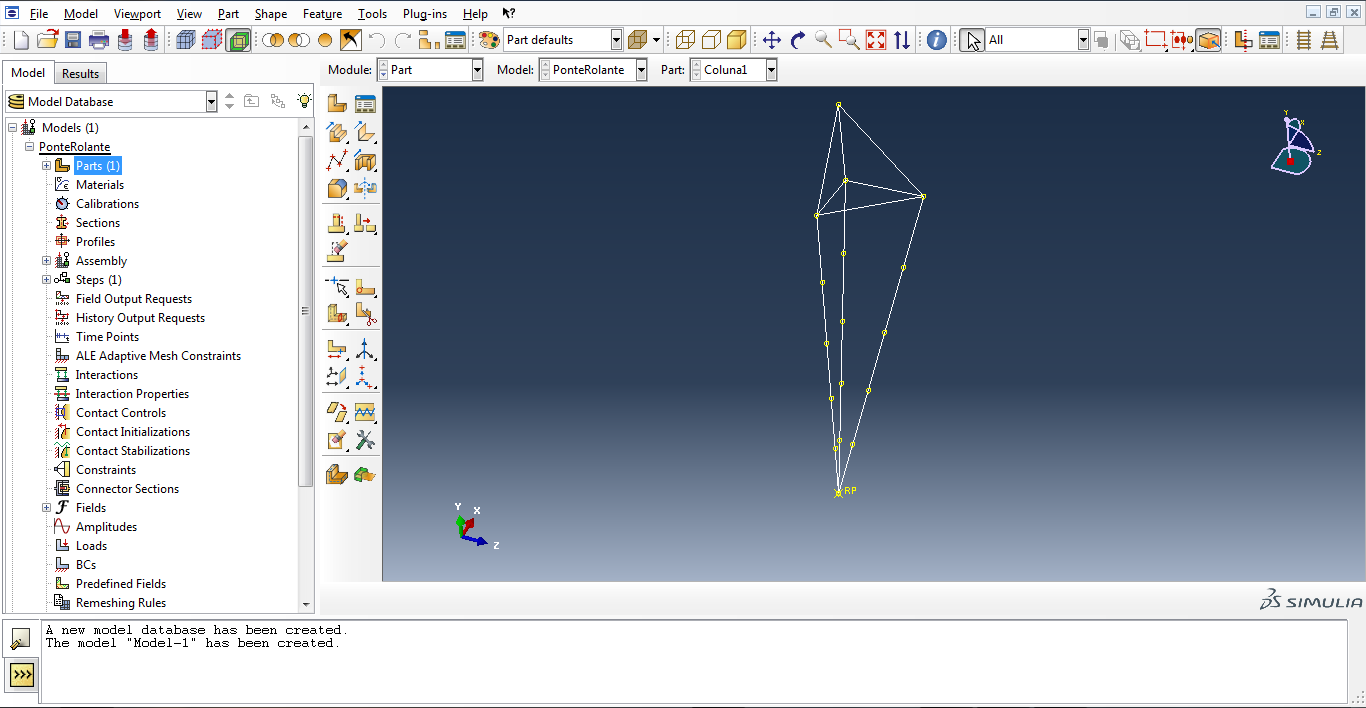 File Model Viewport View Part Shape Feature Tools Plug-ins Help
Part defaults
All
Model Results
Module: Part Model: PonteRolante Part: Coluna1
Model Database
Models (1)
PonteRolante
Parts (1)
Materials
Calibrations
Sections
Profiles
Assembly
Steps (1)
Field Output Requests
History Output Requests
Time Points
ALE Adaptive Mesh Constraints
Interactions
Interaction Properties
Contact Controls
Contact Initializations
Contact Stabilizations
Constraints
Connector Sections
Fields
Amplitudes
Loads
BCs
Predefined Fields
Remeshing Rules
Y
X
Z
RP
Y
X
Z
SIMULIA
A new model database has been created.
The model "Model-1" has been created.